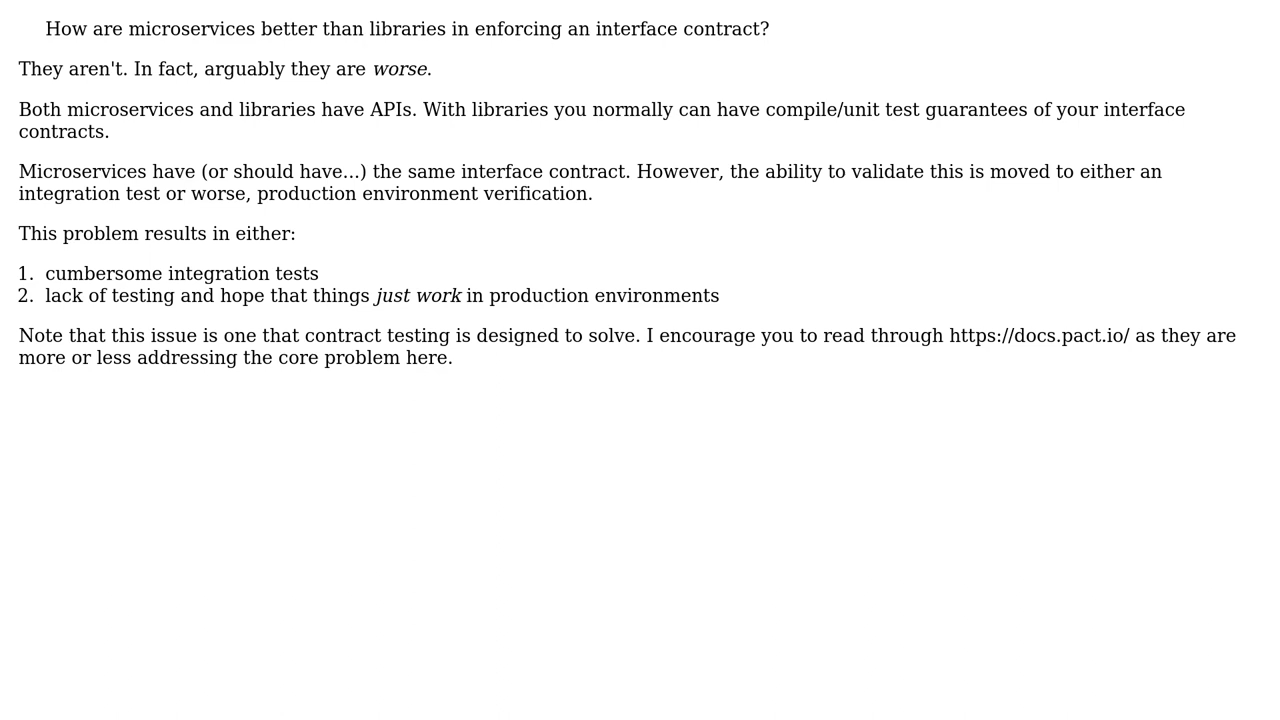 How are microservices better than libraries in enforcing an interface contract?
They aren't. In fact, arguably they are worse.
Both microservices and libraries have APIs. With libraries you normally can have compile/unit test guarantees of your interface
contracts.
Microservices have (or should have...) the same interface contract. However, the ability to validate this is moved to either an
integration test or worse, production environment verification.
This problem results in either:
1. cumbersome integration tests
2. lack of testing and hope that things just work in production environments
Note that this issue is one that contract testing is designed to solve. I encourage you to read through https://docs.pact.io/ as they are
more or less addressing the core problem here.